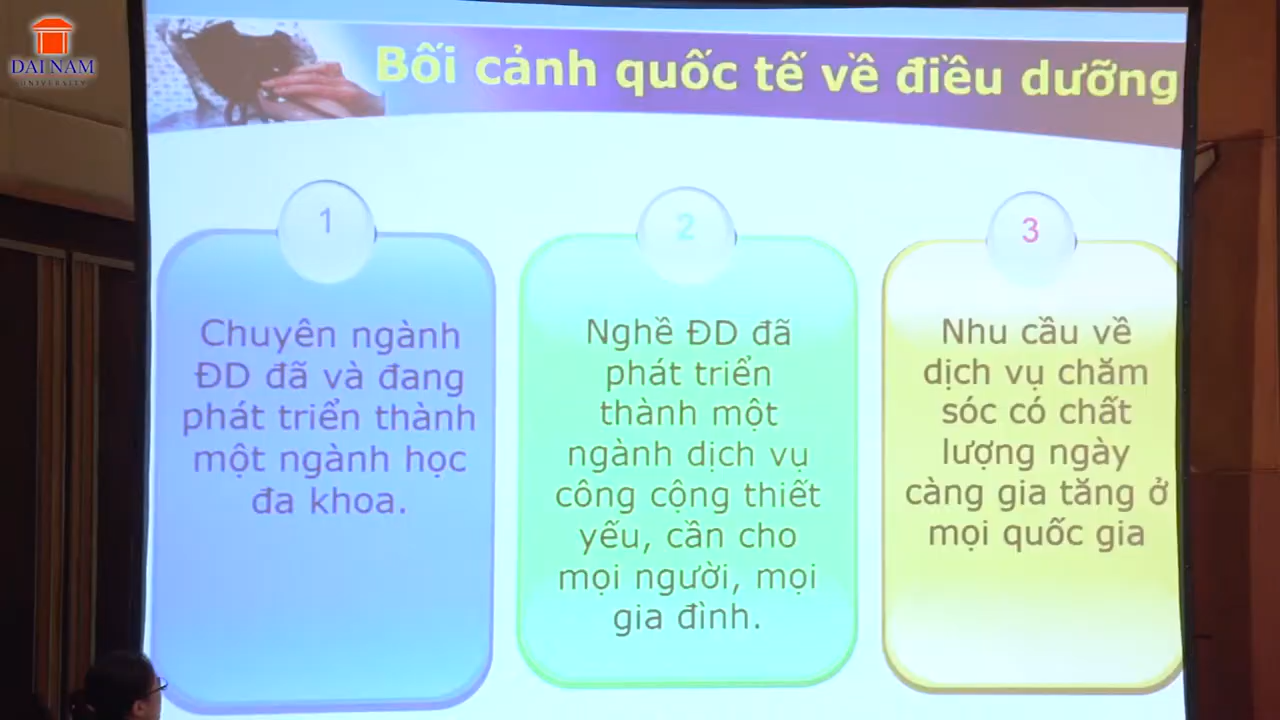 DAI NAM
UNIVERSITY
Bối cảnh quốc tế về điều dưỡng
1
Chuyên ngành
ĐD đã và đang
phát triển thành
một ngành học
đa khoa.
2
Nghề ĐD đã
phát triển
thành một
ngành dịch vụ
công cộng thiết
yếu, cần cho
mọi người, mọi
gia đình.
3
Nhu cầu về
dịch vụ chăm
sóc có chất
lượng ngày
càng gia tăng ở
mọi quốc gia